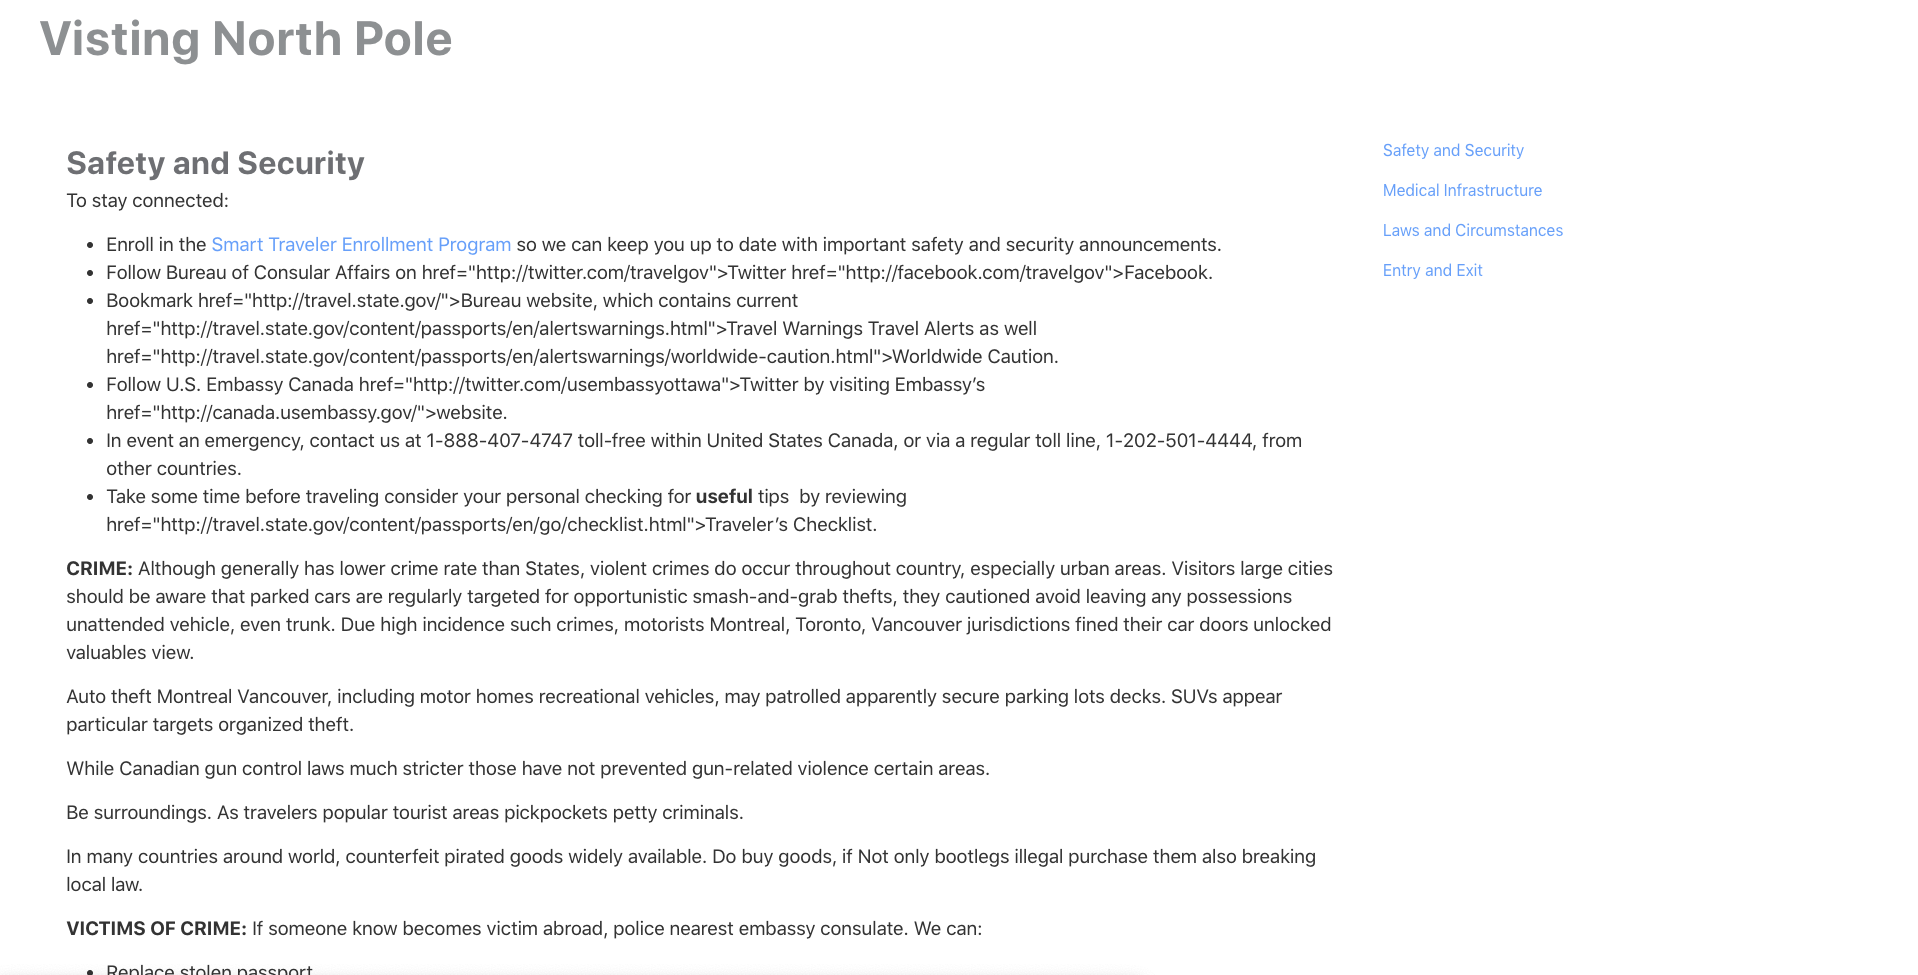 Visting North Pole
Safety and Security
To stay connected:
• Enroll in the Smart Traveler Enrollment Program so we can keep you up to date with important safety and security announcements.
• Follow Bureau of Consular Affairs on href="http://twitter.com/travelgov">Twitter href="http://facebook.com/travelgov">Facebook.
• Bookmark href="http://travel.state.gov/">Bureau website, which contains current
href="http://travel.state.gov/content/passports/en/alertswarnings.html">Travel Warnings Travel Alerts as well
href="http://travel.state.gov/content/passports/en/alertswarnings/worldwide-caution.html">Worldwide Caution.
• Follow U.S. Embassy Canada href="http://twitter.com/usembassyottawa">Twitter by visiting Embassy’s
href="http://canada.usembassy.gov/">website.
• In event an emergency, contact us at 1-888-407-4747 toll-free within United States Canada, or via a regular toll line, 1-202-501-4444, from
other countries.
• Take some time before traveling consider your personal checking for useful tips  by reviewing
href="http://travel.state.gov/content/passports/en/go/checklist.html">Traveler’s Checklist.
CRIME: Although generally has lower crime rate than States, violent crimes do occur throughout country, especially urban areas. Visitors large cities
should be aware that parked cars are regularly targeted for opportunistic smash-and-grab thefts, they cautioned avoid leaving any possessions
unattended vehicle, even trunk. Due high incidence such crimes, motorists Montreal, Toronto, Vancouver jurisdictions fined their car doors unlocked
valuables view.
Auto theft Montreal Vancouver, including motor homes recreational vehicles, may patrolled apparently secure parking lots decks. SUVs appear
particular targets organized theft.
While Canadian gun control laws much stricter those have not prevented gun-related violence certain areas.
Be surroundings. As travelers popular tourist areas pickpockets petty criminals.
In many countries around world, counterfeit pirated goods widely available. Do buy goods, if Not only bootlegs illegal purchase them also breaking
local law.
VICTIMS OF CRIME: If someone know becomes victim abroad, police nearest embassy consulate. We can:
• Replace stolen passport
Safety and Security
Medical Infrastructure
Laws and Circumstances
Entry and Exit